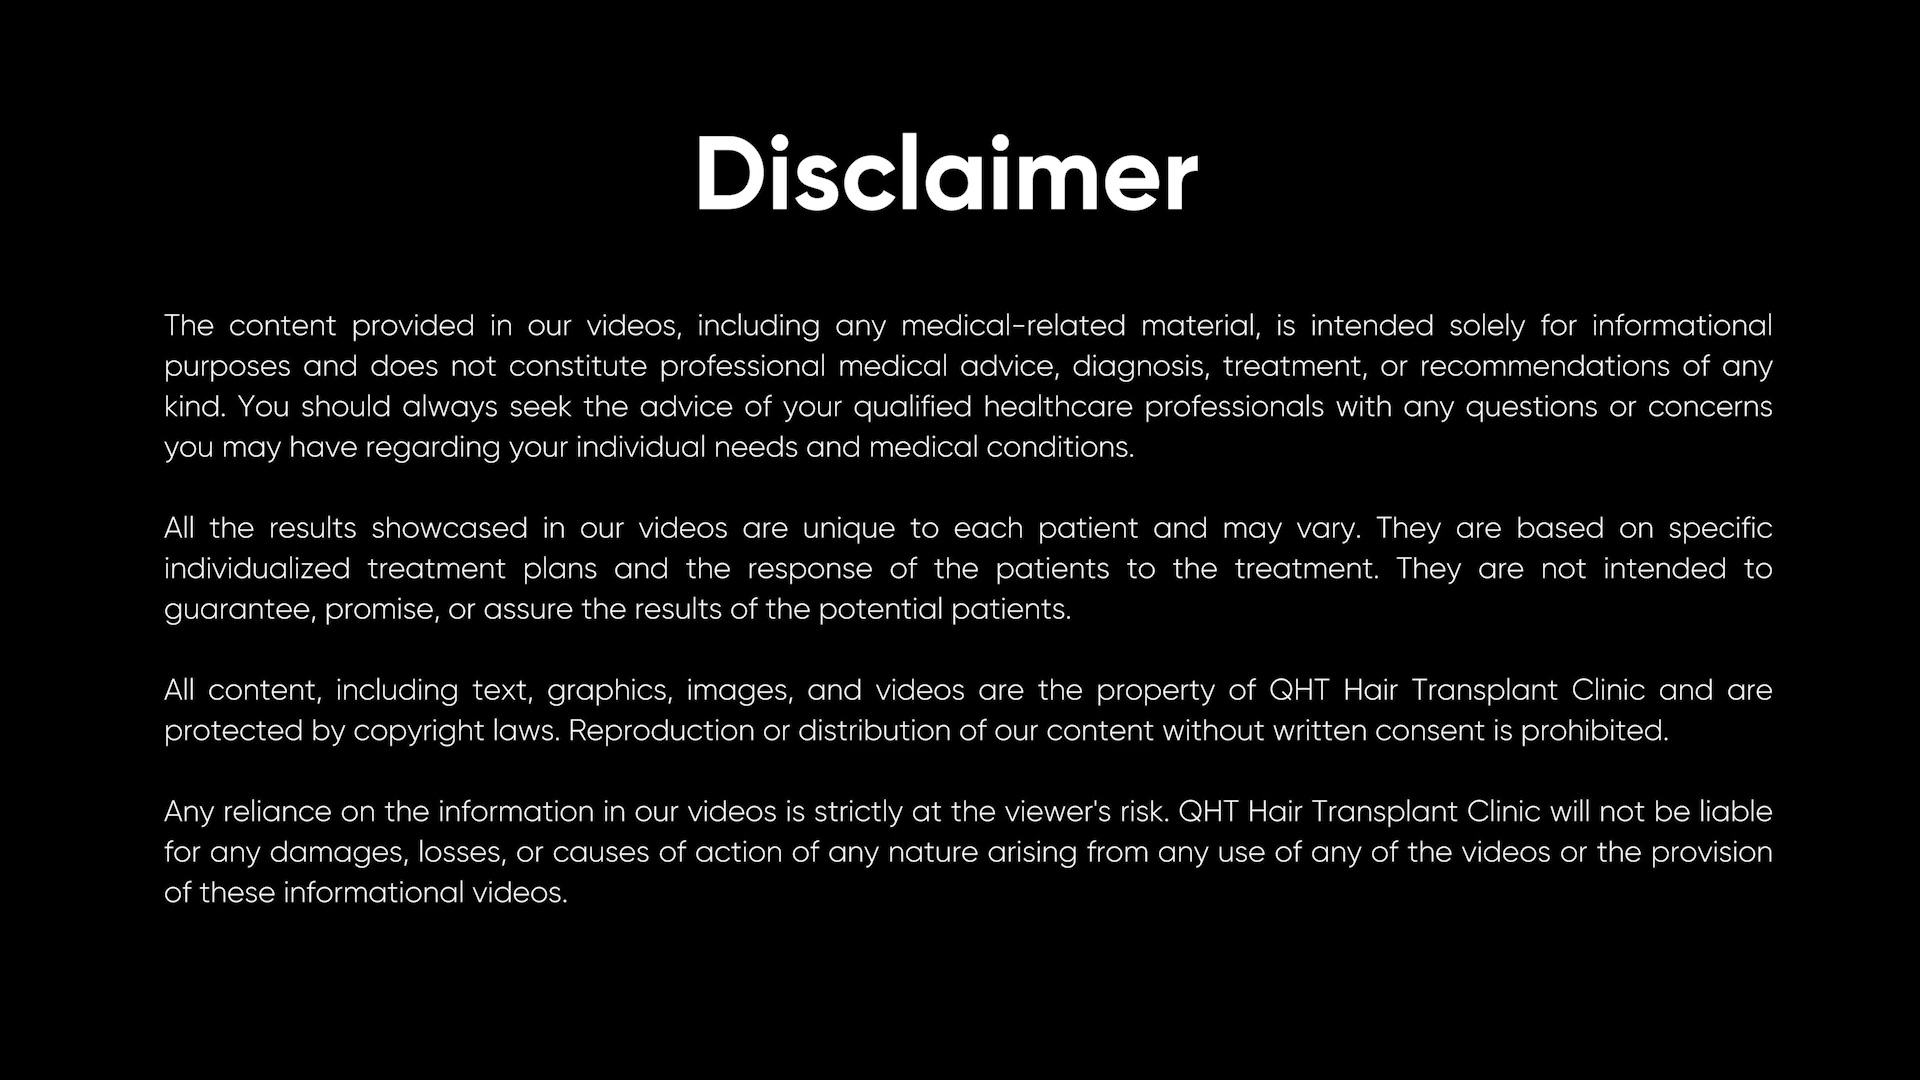 Disclaimer
The content provided in our videos, including any medical-related material, is intended solely for informational
purposes and does not constitute professional medical advice, diagnosis, treatment, or recommendations of any
kind. You should always seek the advice of your qualified healthcare professionals with any questions or concerns
you may have regarding your individual needs and medical conditions.
All the results showcased in our videos are unique to each patient and may vary. They are based on specific
individualized treatment plans and the response of the patients to the treatment. They are not intended to
guarantee, promise, or assure the results of the potential patients.
All content, including text, graphics, images, and videos are the property of QHT Hair Transplant Clinic and are
protected by copyright laws. Reproduction or distribution of our content without written consent is prohibited.
Any reliance on the information in our videos is strictly at the viewer's risk. QHT Hair Transplant Clinic will not be liable
for any damages, losses, or causes of action of any nature arising from any use of any of the videos or the provision
of these informational videos.